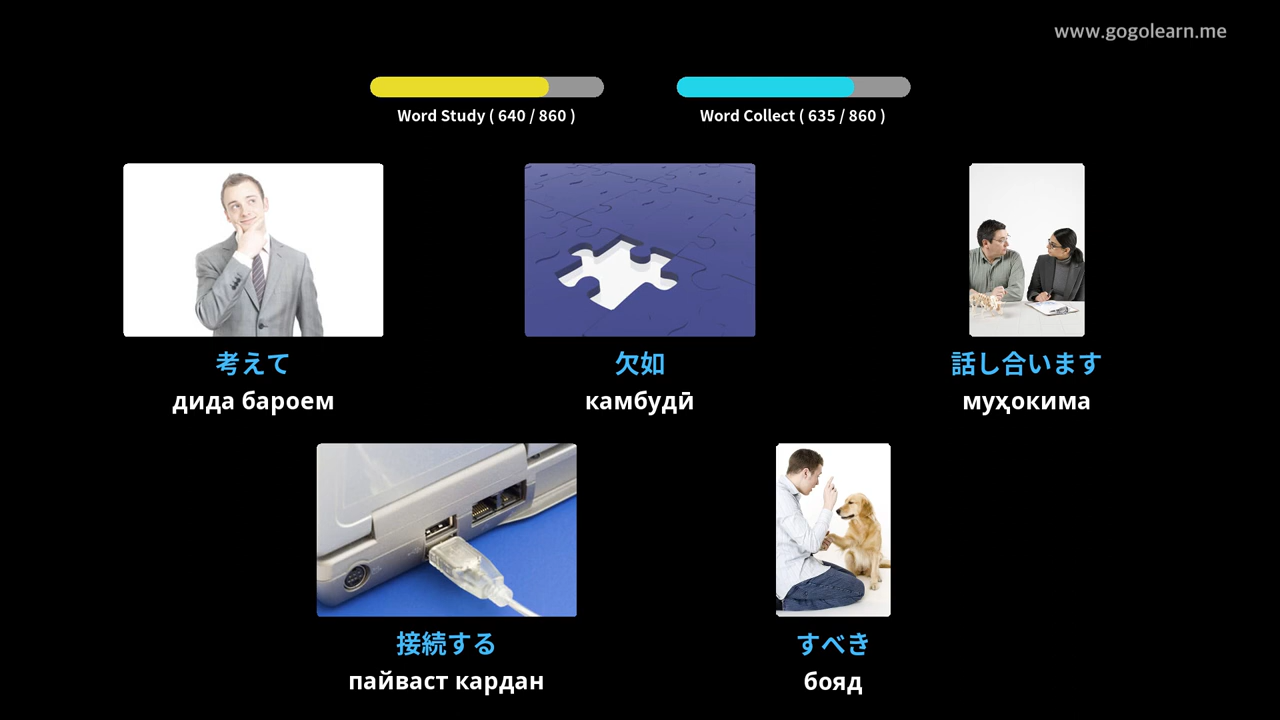 www.gogolearn.me
Word Study ( 640 / 860 )
Word Collect ( 635 / 860 )
考えて
дида бароем
欠如
камбудӣ
話し合います
муҳокима
接続する
пайваст кардан
すべき
бояд